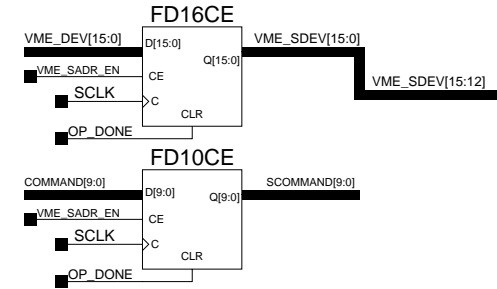 FD16CE
VME_DEV[15:0]
D[15:0]
VME_SDEV[15:0]
Q[15:0]
VME_SADR_EN
CE
VME_SDEV[15:12]
SCLK
C
CLR
OP_DONE
FD10CE
COMMAND[9:0]
D[9:0]
SCOMMAND[9:0]
Q[9:0]
VME_SADR_EN
CE
SCLK
C
CLR
OP_DONE